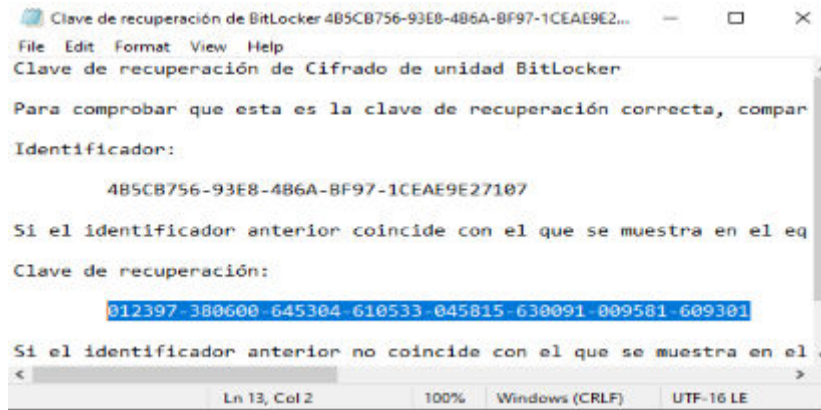 Clave de recuperación de BitLocker 4B5CB756-93E8-4B6A-BF97-1CEAE9E2...
File Edit Format View Help
Clave de recuperación de Cifrado de unidad BitLocker
Para comprobar que esta es la clave de recuperación correcta, compar
Identificador:
4B5CB756-93E8-4B6A-BF97-1CEAE9E27107
Si el identificador anterior coincide con el que se muestra en el eq
Clave de recuperación:
012397-380600-645304-610533-045815-630091-009581-609301
Si el identificador anterior no coincide con el que se muestra en el
Ln 13, Col 2 100% Windows (CRLF) UTF-16 LE